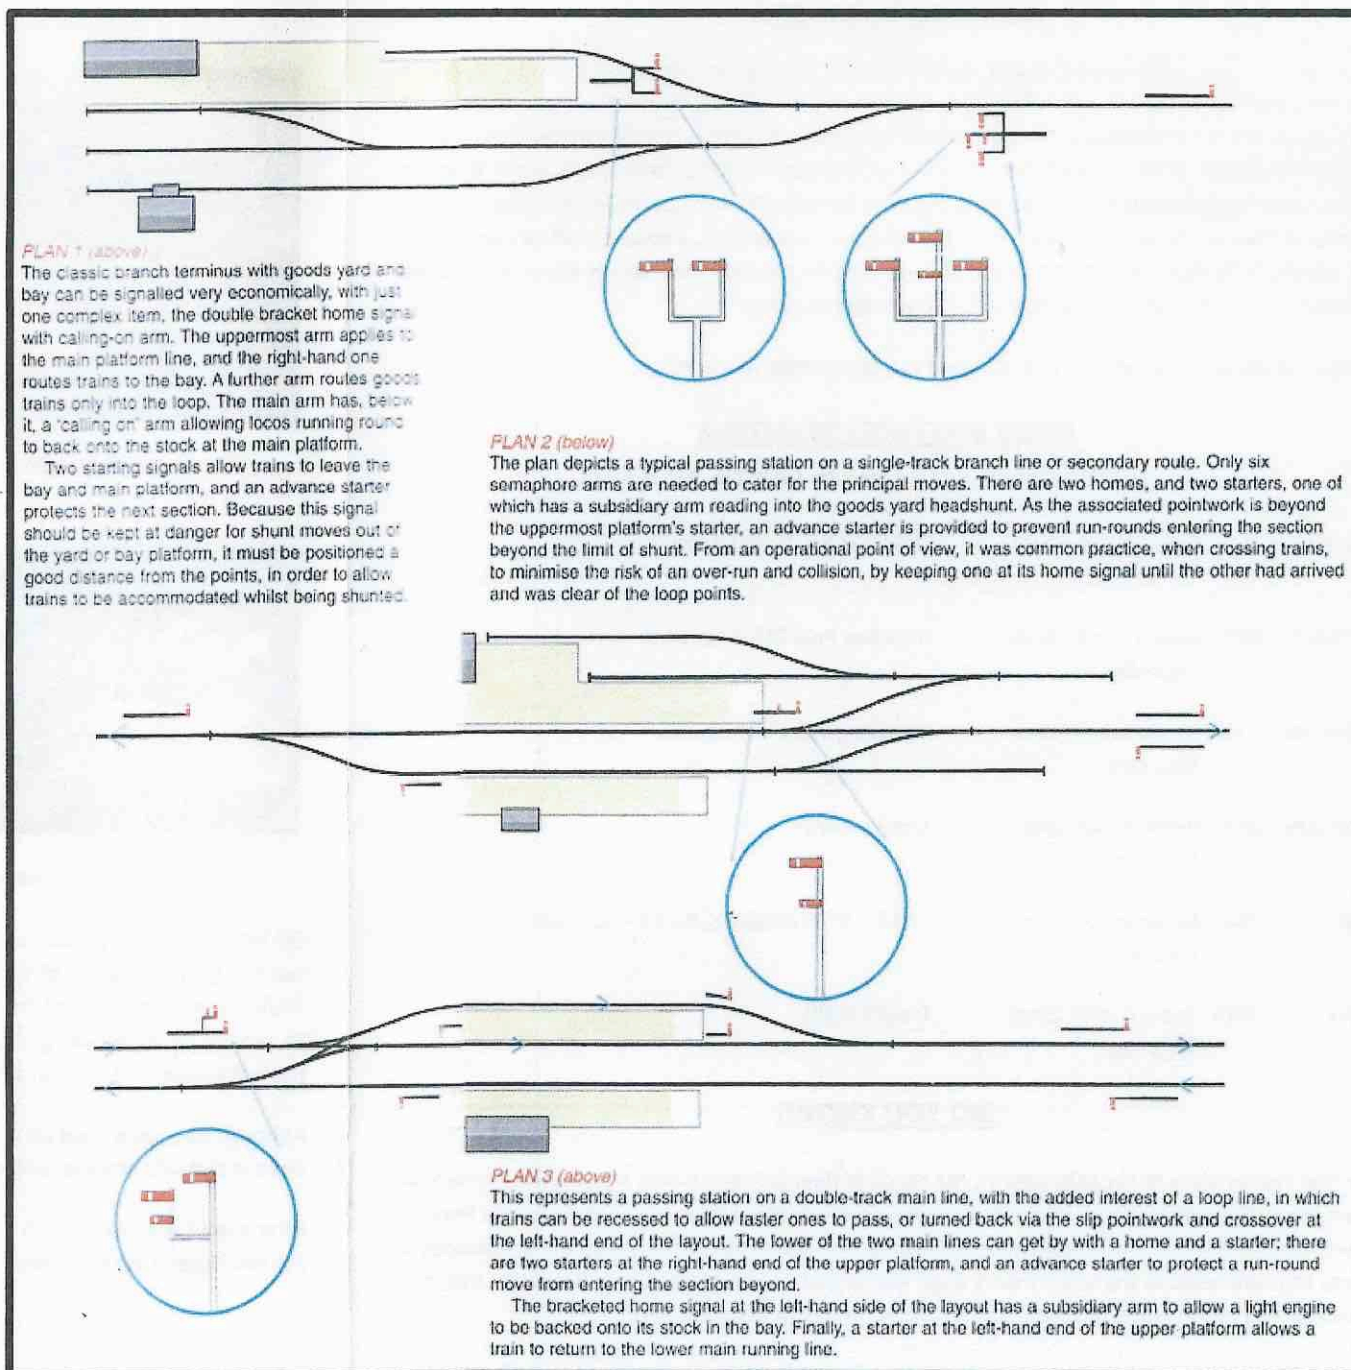 PLAN 1 (above)
The classic branch terminus with goods yard and
bay can be signalled very economically, with just
one complex item, the double bracket home signal
with calling-on arm. The uppermost arm applies to
the main platform line, and the right-hand one
routes trains to the bay. A further arm routes goods
trains only into the loop. The main arm has, below
it, a 'calling on' arm allowing locos running round
to back onto the stock at the main platform.
Two starting signals allow trains to leave the
bay and main platform, and an advance starter
protects the next section. Because this signal
should be kept at danger for shunt moves out of
the yard or bay platform, it must be positioned a
good distance from the points, in order to allow
trains to be accommodated whilst being shunted.
PLAN 2 (below)
The plan depicts a typical passing station on a single-track branch line or secondary route. Only six
semaphore arms are needed to cater for the principal moves. There are two homes, and two starters, one of
which has a subsidiary arm reading into the goods yard headshunt. As the associated pointwork is beyond
the uppermost platform's starter, an advance starter is provided to prevent run-rounds entering the section
beyond the limit of shunt. From an operational point of view, it was common practice, when crossing trains,
to minimise the risk of an over-run and collision, by keeping one at its home signal until the other had arrived
and was clear of the loop points.
PLAN 3 (above)
This represents a passing station on a double-track main line, with the added interest of a loop line, in which
trains can be recessed to allow faster ones to pass, or turned back via the slip pointwork and crossover at
the left-hand end of the layout. The lower of the two main lines can get by with a home and a starter; there
are two starters at the right-hand end of the upper platform, and an advance starter to protect a run-round
move from entering the section beyond.
The bracketed home signal at the left-hand side of the layout has a subsidiary arm to allow a light engine
to be backed onto its stock in the bay. Finally, a starter at the left-hand end of the upper platform allows a
train to return to the lower main running line.